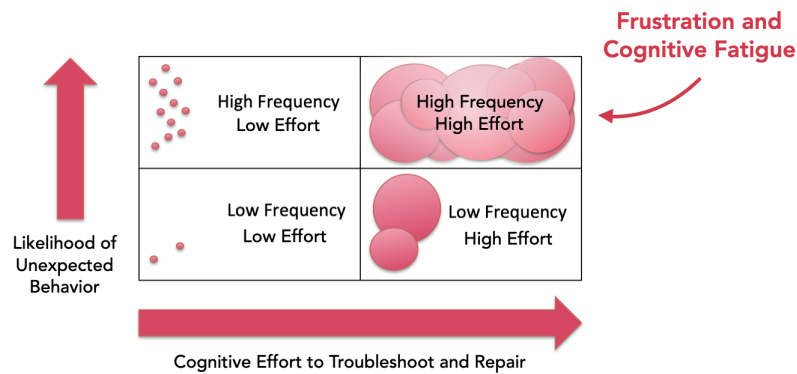 Frustration and
Cognitive Fatigue
High Frequency
Low Effort
High Frequency
High Effort
Low Frequency
Low Effort
Low Frequency
High Effort
Likelihood of
Unexpected
Behavior
Cognitive Effort to Troubleshoot and Repair